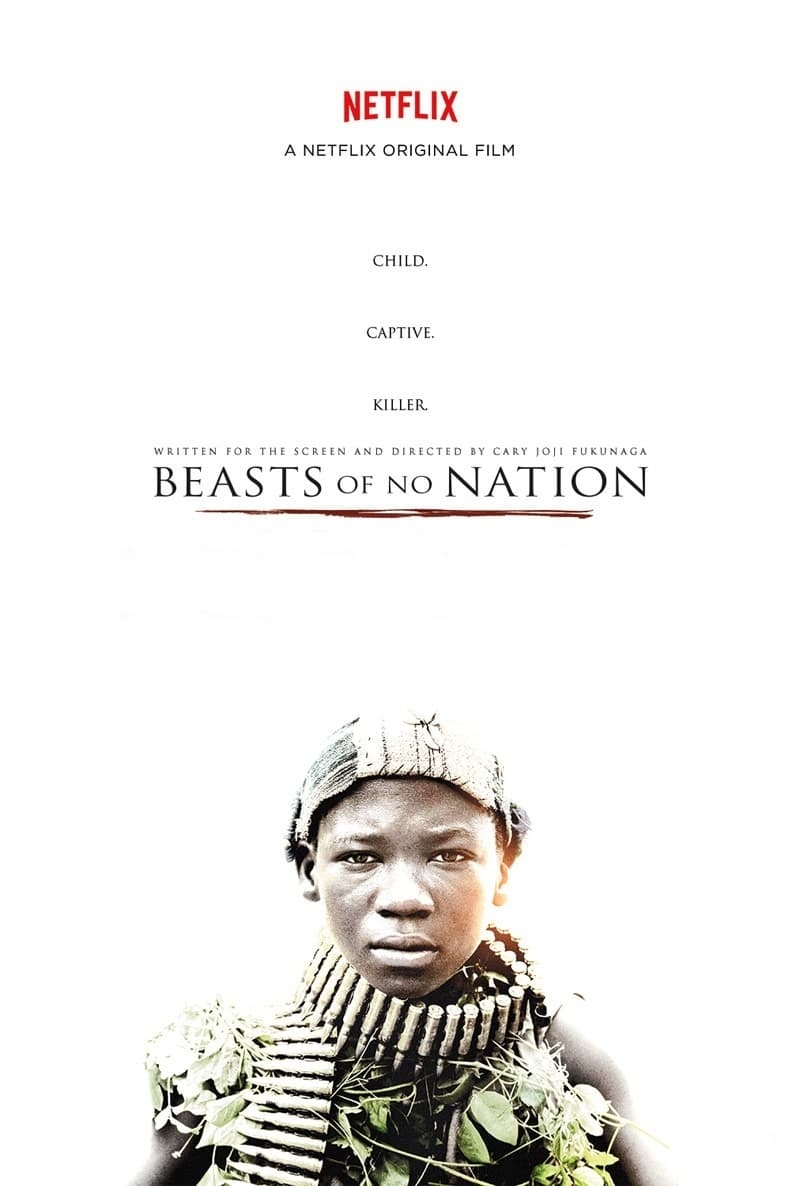 NETFLIX
A NETFLIX ORIGINAL FILM
CHILD.
CAPTIVE.
KILLER.
WRITTEN FOR THE SCREEN AND DIRECTED BY CARY JOJI FUKUNAGA
BEASTS OF NO NATION